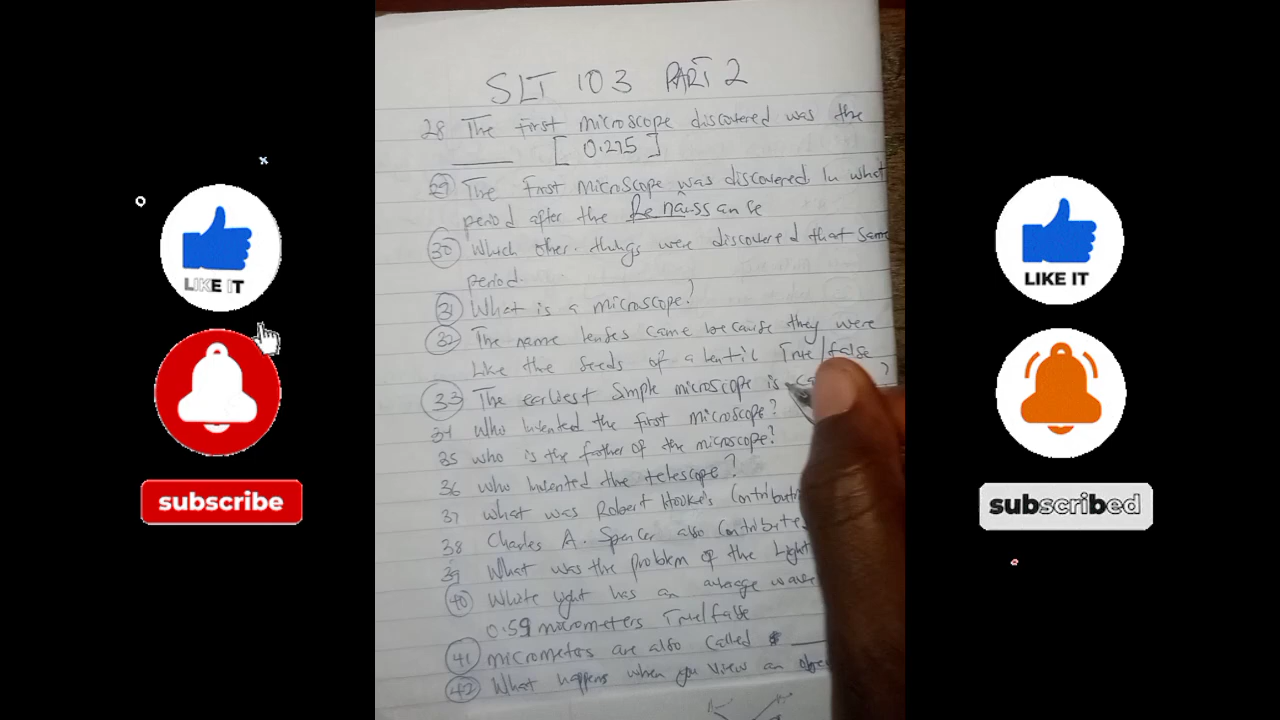 SLT 103 PART 2
28 The first microscope discovered was the
____ [ 0.275 ]
29 The First Microscope was discovered In what
period after the Renaussanse
30 Which other things were discovered that same
period.
31 What is a microscope?
32 The name lenses came because they were
Like the seeds of a lentil True/false
33 The earliest Simple microscope is ?
34 Who Invented the first microscope?
35 who is the father of the microscope?
36 who Invented the telescope?
37 what was Robert Hooke's Contributi
38 Charles A. Spencer also Contribute
39 What was the problem of the Light
40 White light has an average wave
0.59 micrometers True/false
41 micrometers are also called ____
42 What happens when you view an objec
LIKE IT
subscribe
LIKE IT
subscribed